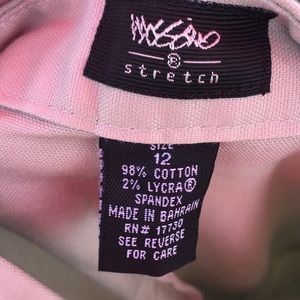 mossimo
®
stretch
SIZE
12
98% COTTON
2% LYCRA®
SPANDEX
MADE IN BAHRAIN
RN# 17730
SEE REVERSE
FOR CARE